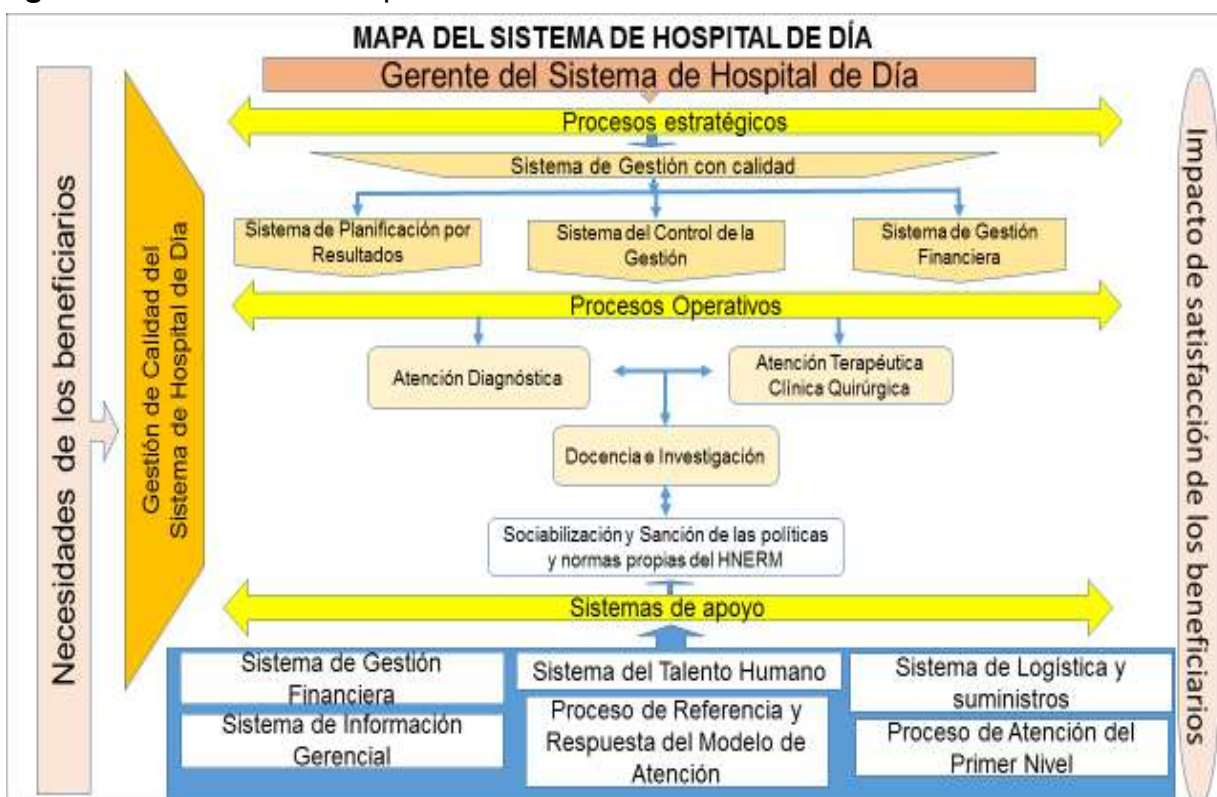 MAPA DEL SISTEMA DE HOSPITAL DE DÍA
Gerente del Sistema de Hospital de Día
Procesos estratégicos
Sistema de Gestión con calidad
Sistema de Planificación por
Resultados
Sistema del Control de la
Gestión
Sistema de Gestión
Financiera
Procesos Operativos
Atención Diagnóstica
Atención Terapéutica
Clínica Quirúrgica
Docencia e Investigación
Sociabilización y Sanción de las políticas
y normas propias del HNERM
Sistemas de apoyo
Sistema de Gestión
Financiera
Sistema del Talento Humano
Sistema de Logística y
suministros
Sistema de Información
Gerencial
Proceso de Referencia y
Respuesta del Modelo de
Atención
Proceso de Atención del
Primer Nivel
Necesidades de los beneficiarios
Gestión de Calidad del
Sistema de Hospital de Día
Impacto de satisfacción de los beneficiarios